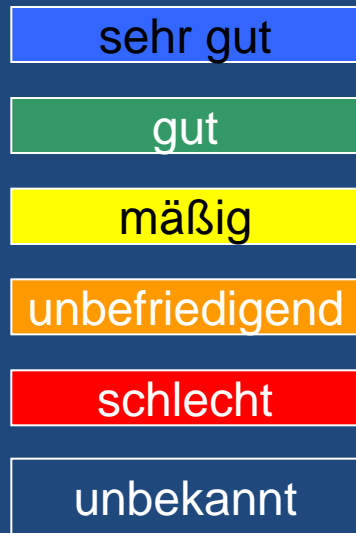 sehr gut
gut
mäßig
unbefriedigend
schlecht
unbekannt